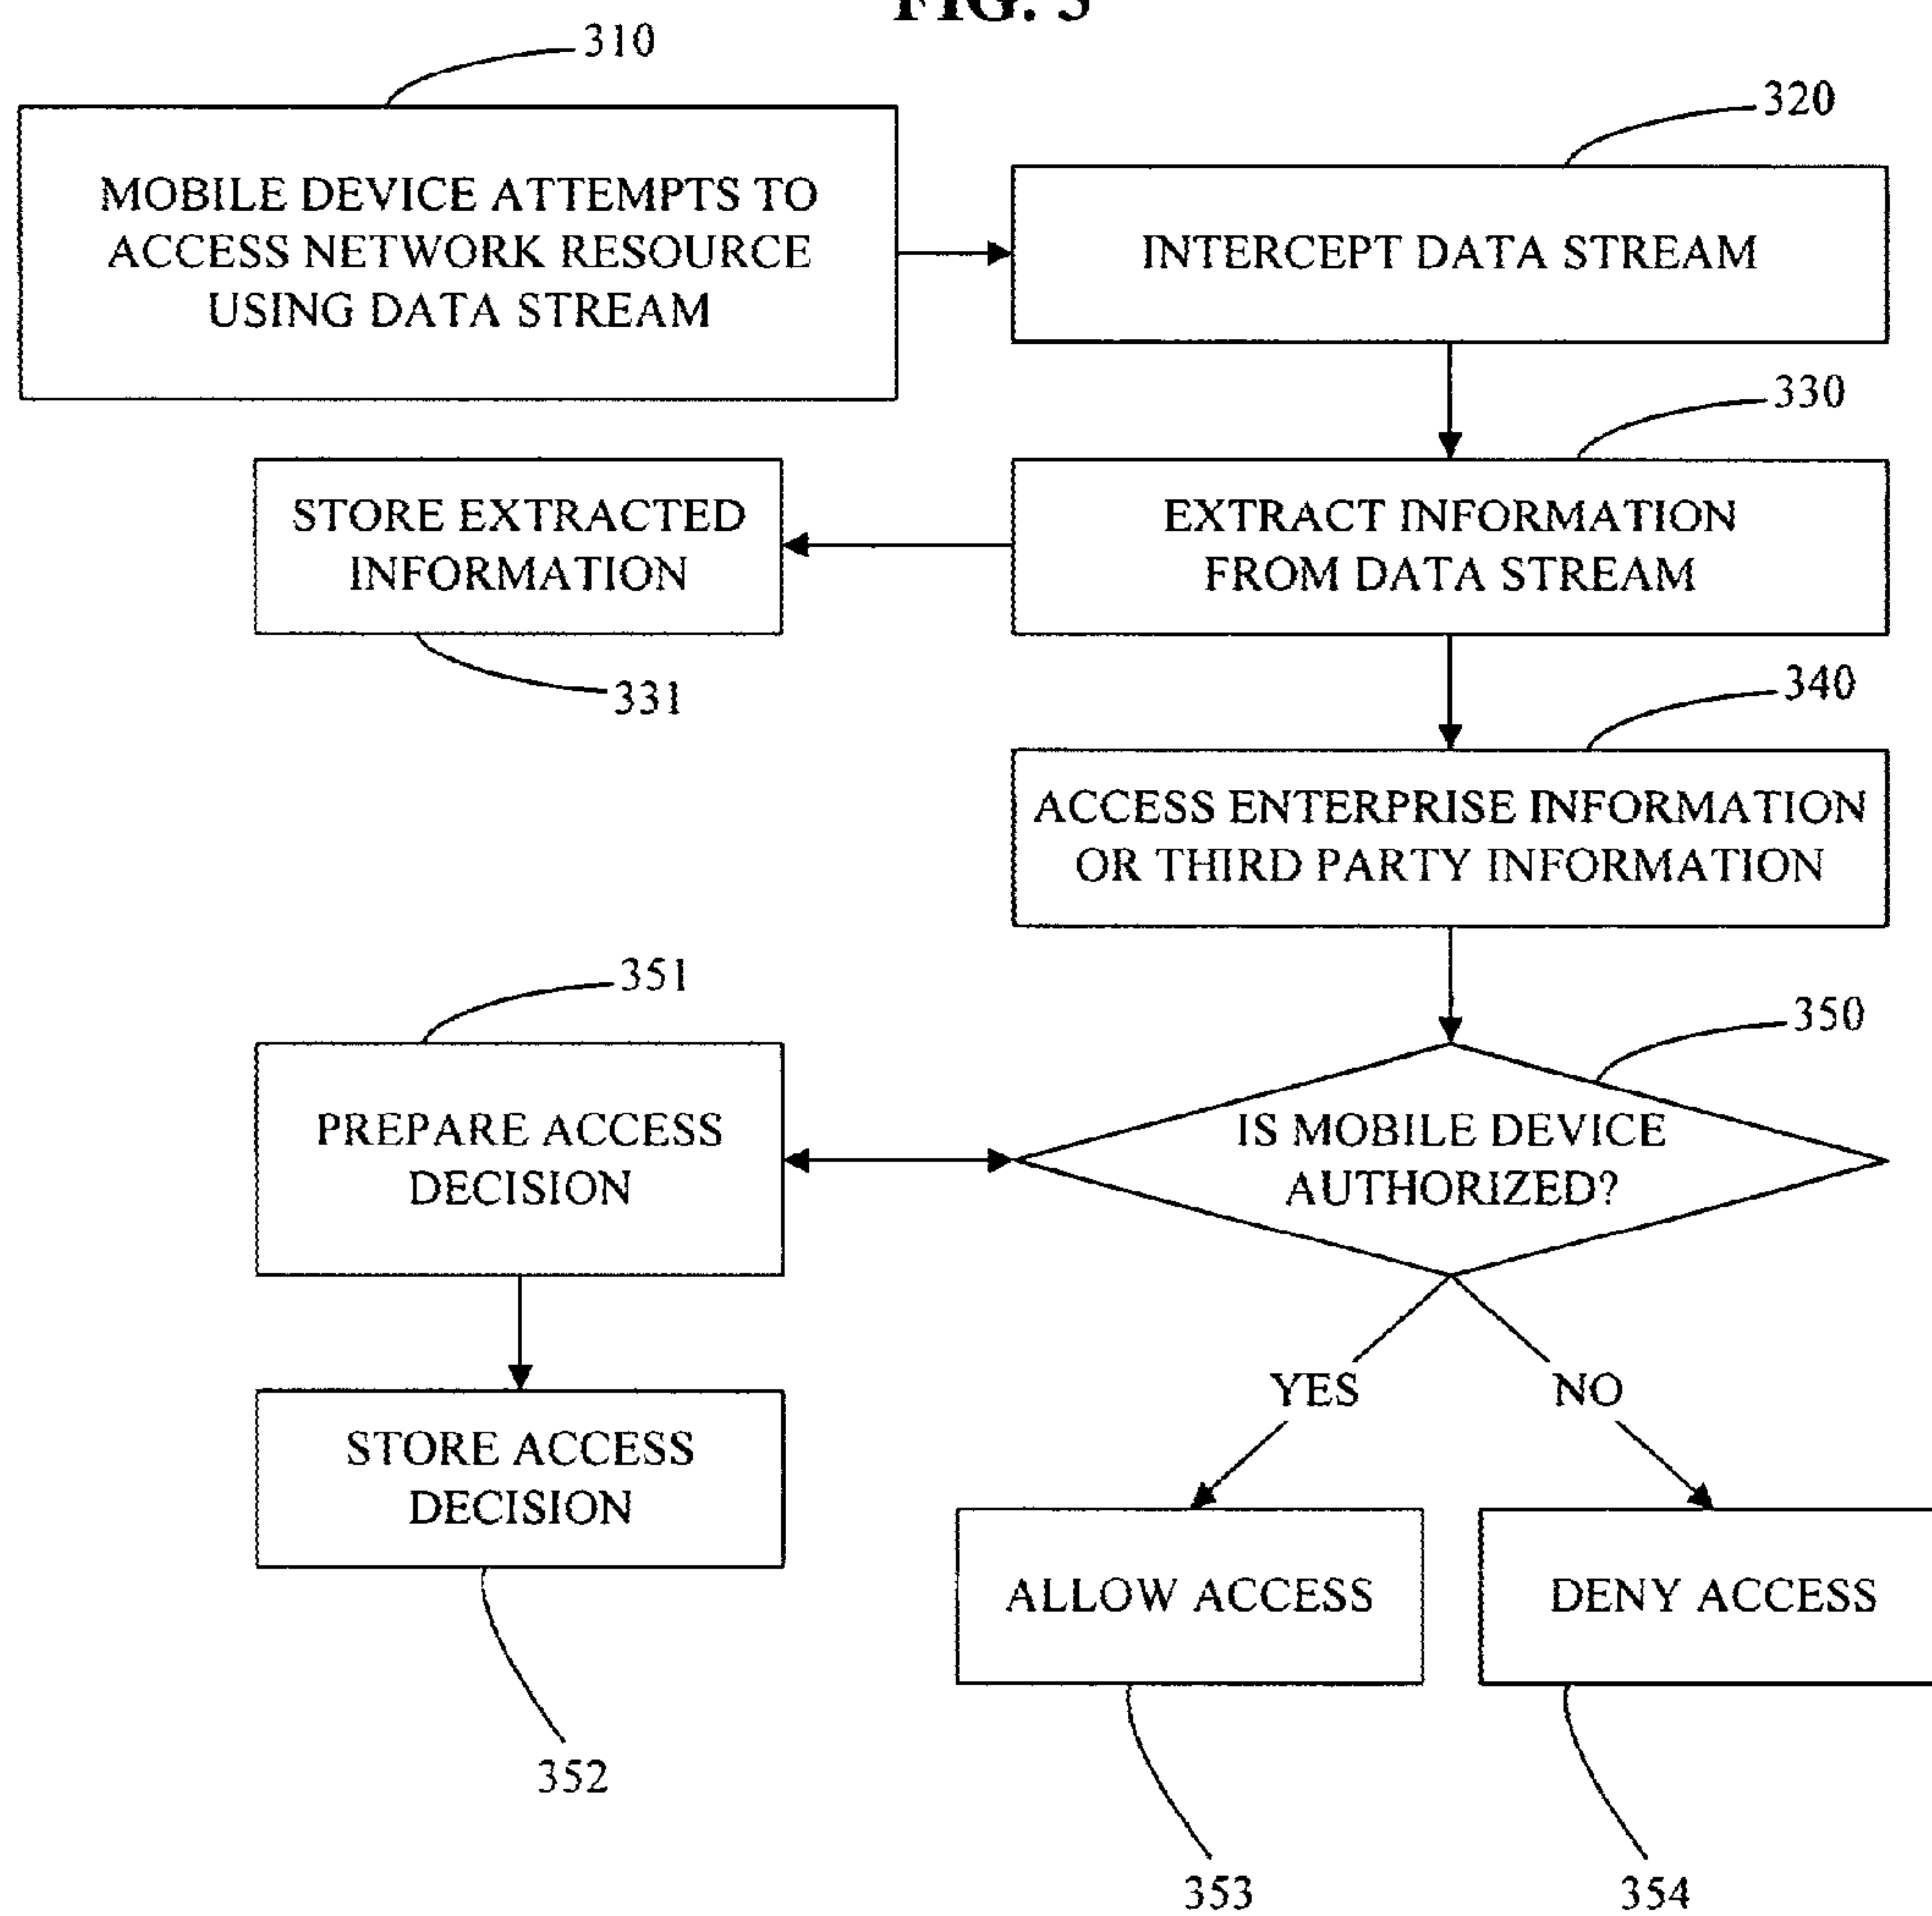 FIG. 3
310
320
MOBILE DEVICE ATTEMPTS TO
ACCESS NETWORK RESOURCE
USING DATA STREAM
INTERCEPT DATA STREAM
330
STORE EXTRACTED
INFORMATION
EXTRACT INFORMATION
FROM DATA STREAM
331
340
ACCESS ENTERPRISE INFORMATION
OR THIRD PARTY INFORMATION
351
350
PREPARE ACCESS
DECISION
IS MOBILE DEVICE
AUTHORIZED?
YES
NO
STORE ACCESS
DECISION
ALLOW ACCESS
DENY ACCESS
352
353
354